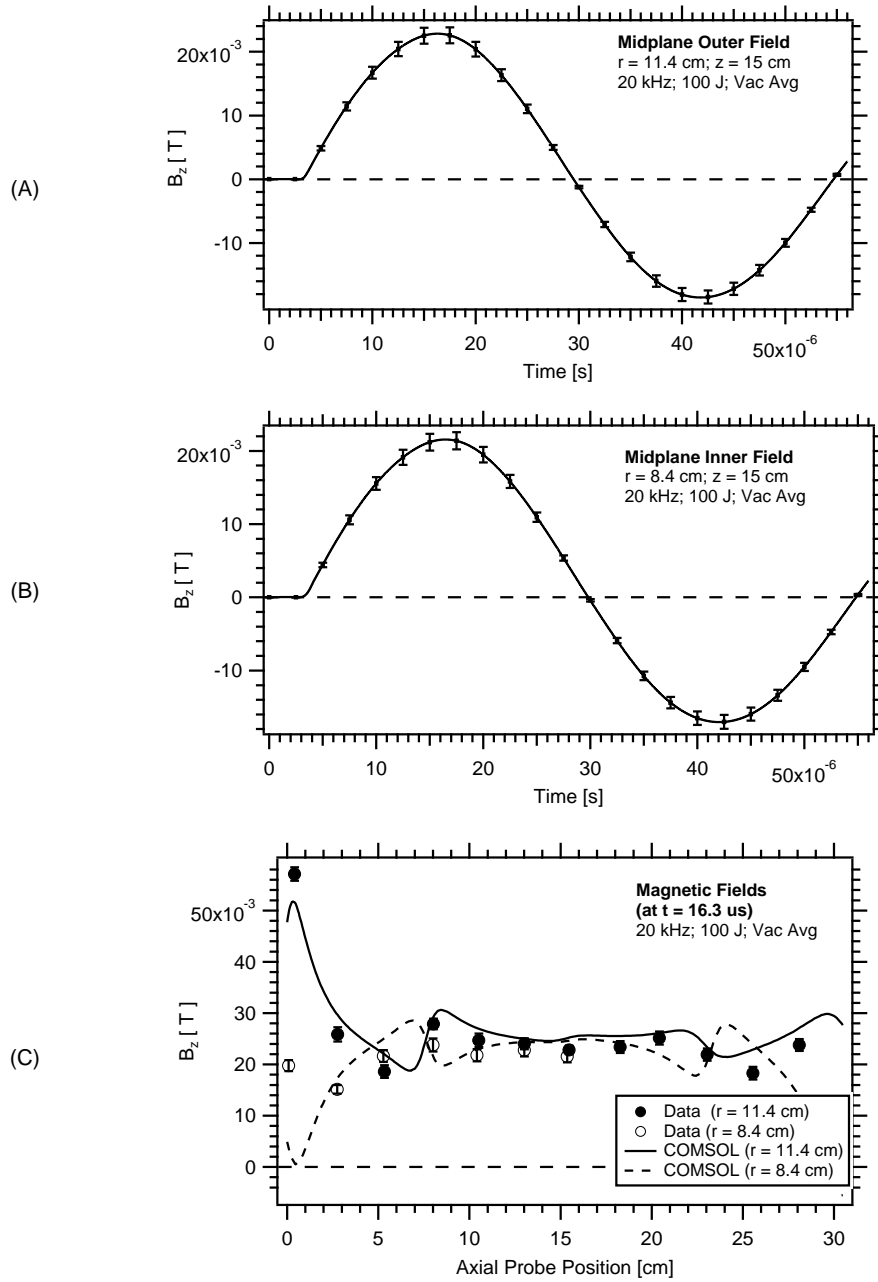 (A)
B_z [ T ]
20x10^-3
10
0
-10
Midplane Outer Field
r = 11.4 cm; z = 15 cm
20 kHz; 100 J; Vac Avg
0
10
20
30
40
50x10^-6
Time [s]
(B)
B_z [ T ]
20x10^-3
10
0
-10
Midplane Inner Field
r = 8.4 cm; z = 15 cm
20 kHz; 100 J; Vac Avg
0
10
20
30
40
50x10^-6
Time [s]
(C)
B_z [ T ]
50x10^-3
40
30
20
10
0
Magnetic Fields
(at t = 16.3 us)
20 kHz; 100 J; Vac Avg
Data (r = 11.4 cm)
Data (r = 8.4 cm)
COMSOL (r = 11.4 cm)
COMSOL (r = 8.4 cm)
0
5
10
15
20
25
30
Axial Probe Position [cm]